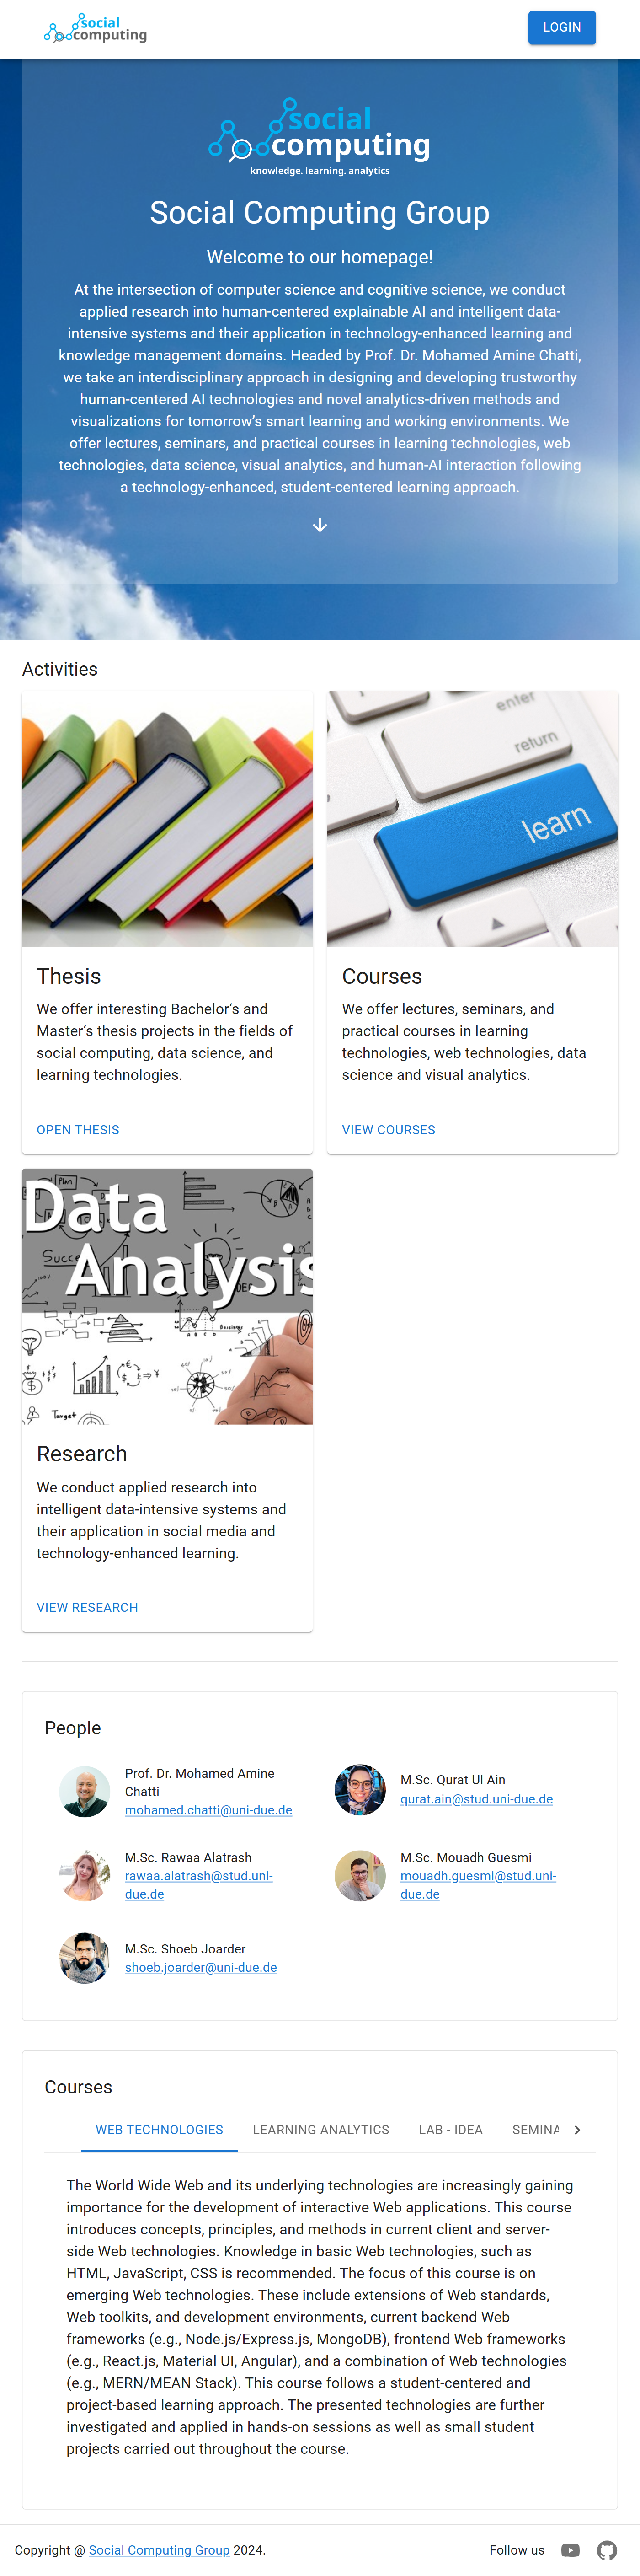 social
computing
LOGIN
social
computing
knowledge. learning. analytics
Social Computing Group
Welcome to our homepage!
At the intersection of computer science and cognitive science, we conduct
applied research into human-centered explainable AI and intelligent data-
intensive systems and their application in technology-enhanced learning and
knowledge management domains. Headed by Prof. Dr. Mohamed Amine Chatti,
we take an interdisciplinary approach in designing and developing trustworthy
human-centered AI technologies and novel analytics-driven methods and
visualizations for tomorrow's smart learning and working environments. We
offer lectures, seminars, and practical courses in learning technologies, web
technologies, data science, visual analytics, and human-AI interaction following
a technology-enhanced, student-centered learning approach.
Activities
enter
return
learn
Thesis
We offer interesting Bachelor‘s and
Master‘s thesis projects in the fields of
social computing, data science, and
learning technologies.
OPEN THESIS
Courses
We offer lectures, seminars, and
practical courses in learning
technologies, web technologies, data
science and visual analytics.
VIEW COURSES
Plan
Data
Succe
Analysis
A B C
Target
Research
We conduct applied research into
intelligent data-intensive systems and
their application in social media and
technology-enhanced learning.
VIEW RESEARCH
People
Prof. Dr. Mohamed Amine
Chatti
mohamed.chatti@uni-due.de
M.Sc. Qurat Ul Ain
qurat.ain@stud.uni-due.de
M.Sc. Rawaa Alatrash
rawaa.alatrash@stud.uni-
due.de
M.Sc. Mouadh Guesmi
mouadh.guesmi@stud.uni-
due.de
M.Sc. Shoeb Joarder
shoeb.joarder@uni-due.de
Courses
WEB TECHNOLOGIES LEARNING ANALYTICS LAB - IDEA SEMINA
The World Wide Web and its underlying technologies are increasingly gaining
importance for the development of interactive Web applications. This course
introduces concepts, principles, and methods in current client and server-
side Web technologies. Knowledge in basic Web technologies, such as
HTML, JavaScript, CSS is recommended. The focus of this course is on
emerging Web technologies. These include extensions of Web standards,
Web toolkits, and development environments, current backend Web
frameworks (e.g., Node.js/Express.js, MongoDB), frontend Web frameworks
(e.g., React.js, Material UI, Angular), and a combination of Web technologies
(e.g., MERN/MEAN Stack). This course follows a student-centered and
project-based learning approach. The presented technologies are further
investigated and applied in hands-on sessions as well as small student
projects carried out throughout the course.
Copyright @ Social Computing Group 2024.
Follow us